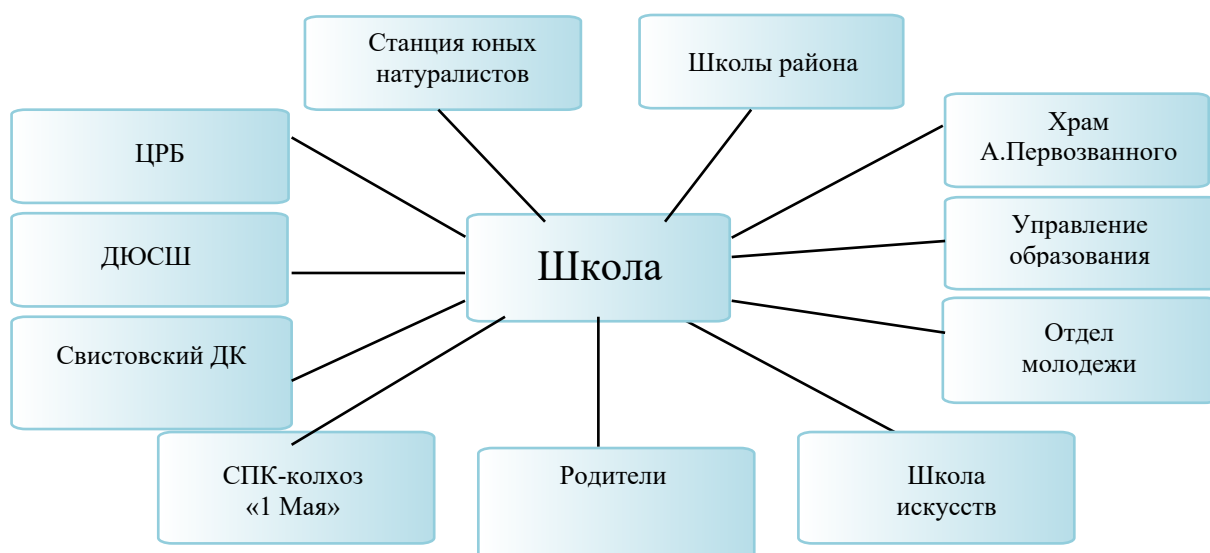 Станция юных
натуралистов
Школы района
ЦРБ
Храм
А.Первозванного
ДЮСШ
Школа
Управление
образования
Свистовский ДК
Отдел
молодежи
СПК-колхоз
«1 Мая»
Родители
Школа
искусств